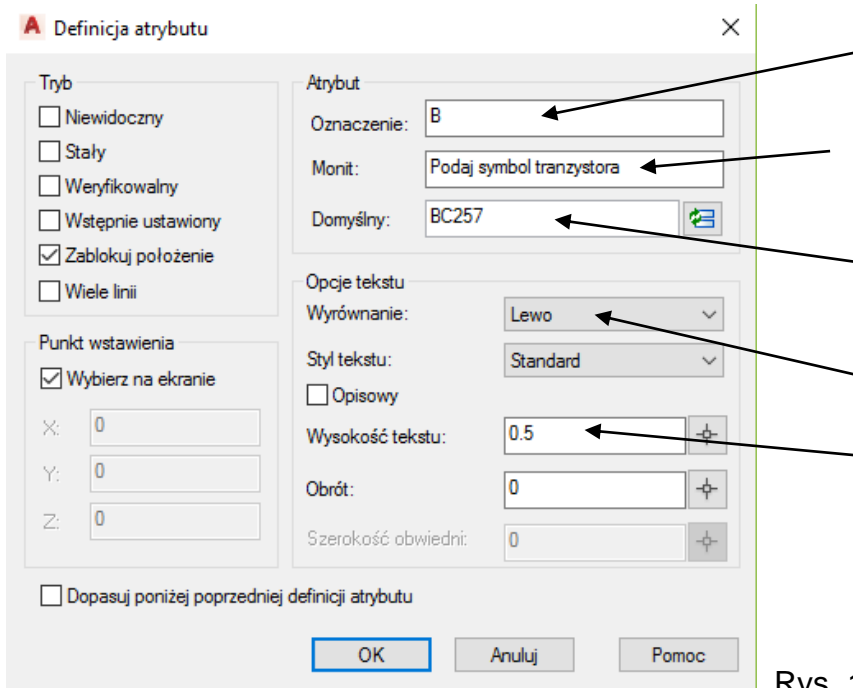 A Definicja atrybutu
Tryb
Niewidoczny
Stały
Weryfikowalny
Wstępnie ustawiony
Zablokuj położenie
Wiele linii
Punkt wstawienia
Wybierz na ekranie
X: 0
Y: 0
Z: 0
Atrybut
Oznaczenie: B
Monit: Podaj symbol tranzystora
Domyślny: BC257
Opcje tekstu
Wyrównanie: Lewo
Styl tekstu: Standard
Opisowy
Wysokość tekstu: 0.5
Obrót: 0
Szerokość obwiedni: 0
Dopasuj poniżej poprzedniej definicji atrybutu
OK Anuluj Pomoc
Rys.